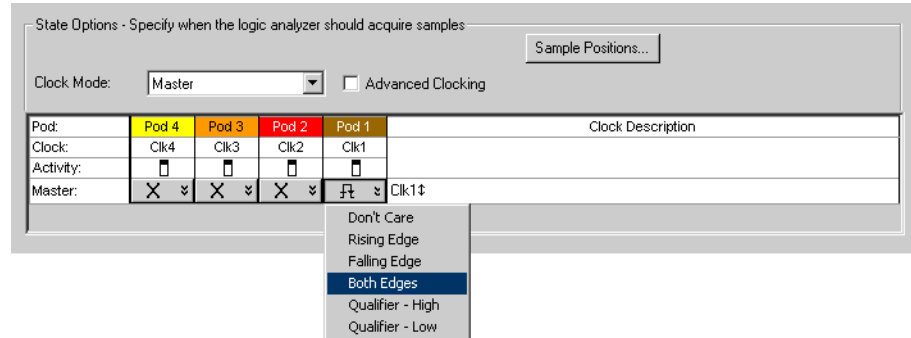 State Options - Specify when the logic analyzer should acquire samples
Sample Positions...
Clock Mode: Master Advanced Clocking
Pod: Pod 4 Pod 3 Pod 2 Pod 1 Clock Description
Clock: Clk4 Clk3 Clk2 Clk1
Activity:
Master: X X X Clk1↕
Don't Care
Rising Edge
Falling Edge
Both Edges
Qualifier - High
Qualifier - Low